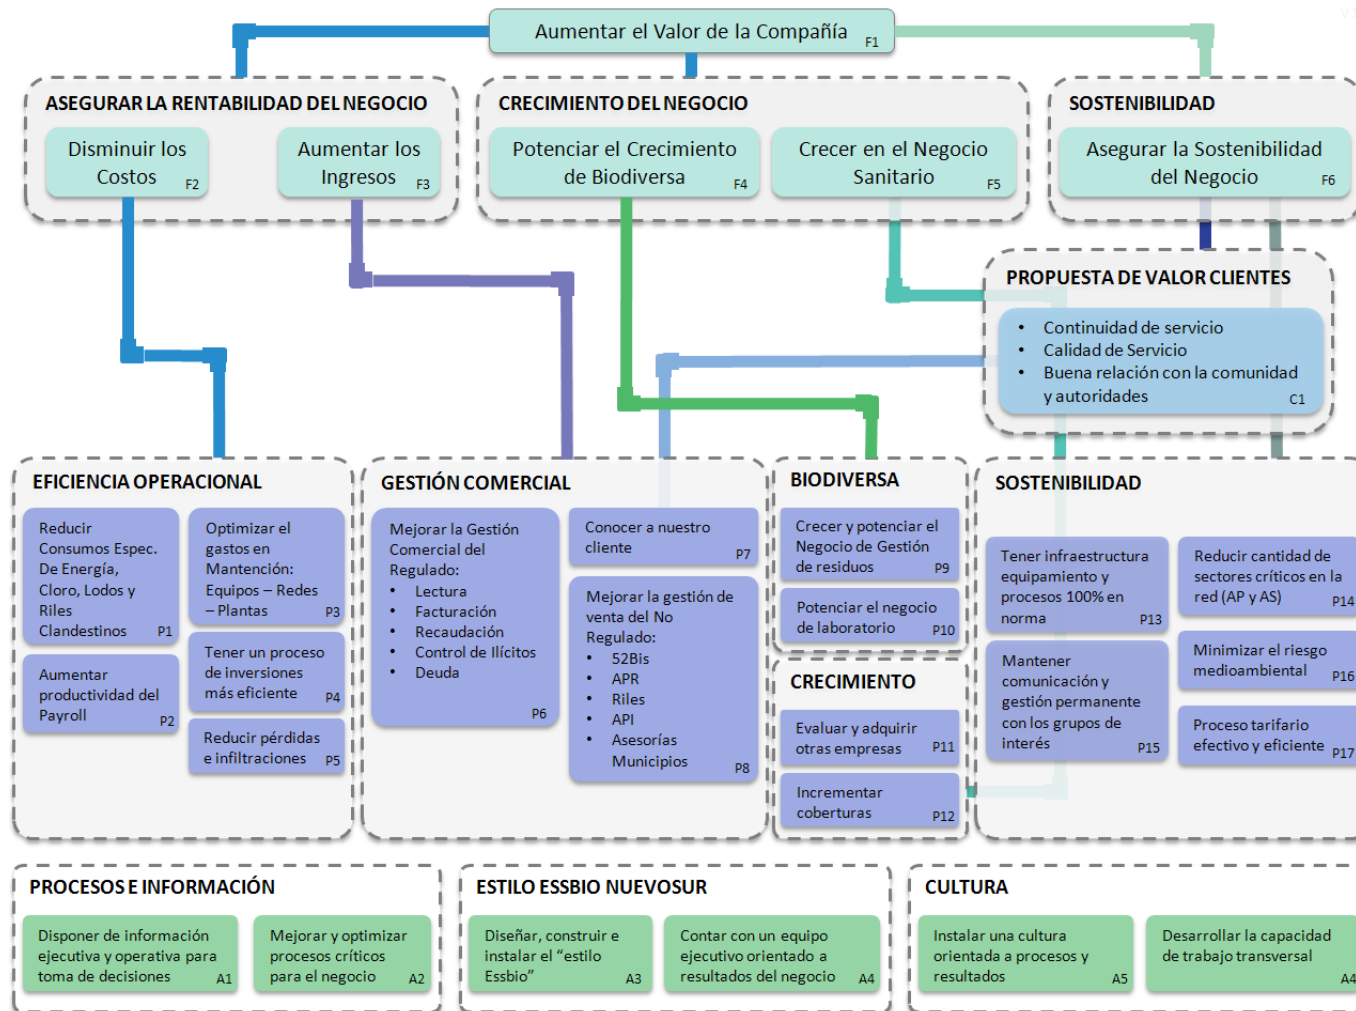 V1
Aumentar el Valor de la Compañía F1
ASEGURAR LA RENTABILIDAD DEL NEGOCIO
Disminuir los
Costos F2
Aumentar los
Ingresos F3
CRECIMIENTO DEL NEGOCIO
Potenciar el Crecimiento
de Biodiversa F4
Crecer en el Negocio
Sanitario F5
SOSTENIBILIDAD
Asegurar la Sostenibilidad
del Negocio F6
PROPUESTA DE VALOR CLIENTES
• Continuidad de servicio
• Calidad de Servicio
• Buena relación con la comunidad
y autoridades C1
EFICIENCIA OPERACIONAL
Reducir
Consumos Espec.
De Energía,
Cloro, Lodos y
Riles
Clandestinos P1
Aumentar
productividad del
Payroll P2
Optimizar el
gastos en
Mantención:
Equipos – Redes
– Plantas P3
Tener un proceso
de inversiones
más eficiente P4
Reducir pérdidas
e infiltraciones P5
GESTIÓN COMERCIAL
Mejorar la Gestión
Comercial del
Regulado:
• Lectura
• Facturación
• Recaudación
• Control de Ilícitos
• Deuda
P6
Conocer a nuestro
cliente P7
Mejorar la gestión de
venta del No
Regulado:
• 52Bis
• APR
• Riles
• API
• Asesorías
Municipios P8
BIODIVERSA
Crecer y potenciar el
Negocio de Gestión
de residuos P9
Potenciar el negocio
de laboratorio P10
CRECIMIENTO
Evaluar y adquirir
otras empresas P11
Incrementar
coberturas P12
SOSTENIBILIDAD
Tener infraestructura
equipamiento y
procesos 100% en
norma P13
Mantener
comunicación y
gestión permanente
con los grupos de
interés P15
Reducir cantidad de
sectores críticos en la
red (AP y AS) P14
Minimizar el riesgo
medioambiental P16
Proceso tarifario
efectivo y eficiente P17
PROCESOS E INFORMACIÓN
Disponer de información
ejecutiva y operativa para
toma de decisiones A1
Mejorar y optimizar
procesos críticos
para el negocio A2
ESTILO ESSBIO NUEVOSUR
Diseñar, construir e
instalar el “estilo
Essbio” A3
Contar con un equipo
ejecutivo orientado a
resultados del negocio A4
CULTURA
Instalar una cultura
orientada a procesos y
resultados A5
Desarrollar la capacidad
de trabajo transversal
A4